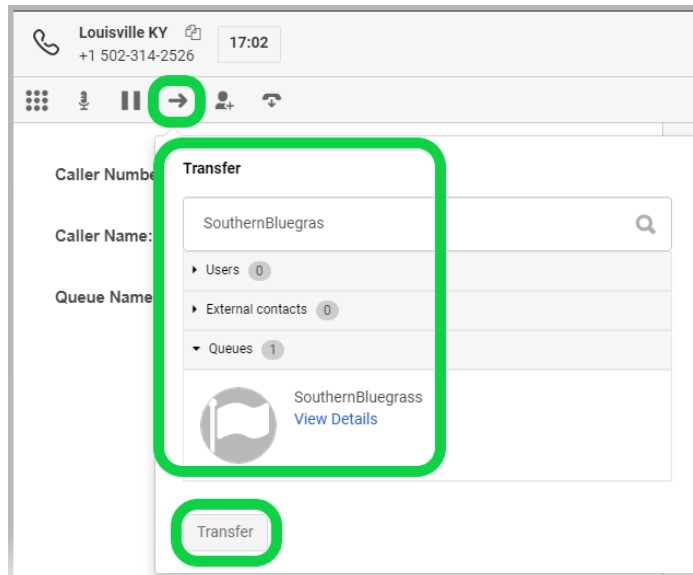 Louisville KY
+1 502-314-2526
17:02
Transfer
Caller Numbe
SouthernBluegras
Caller Name:
Users 0
Queue Name
External contacts 0
Queues 1
SouthernBluegrass
View Details
Transfer